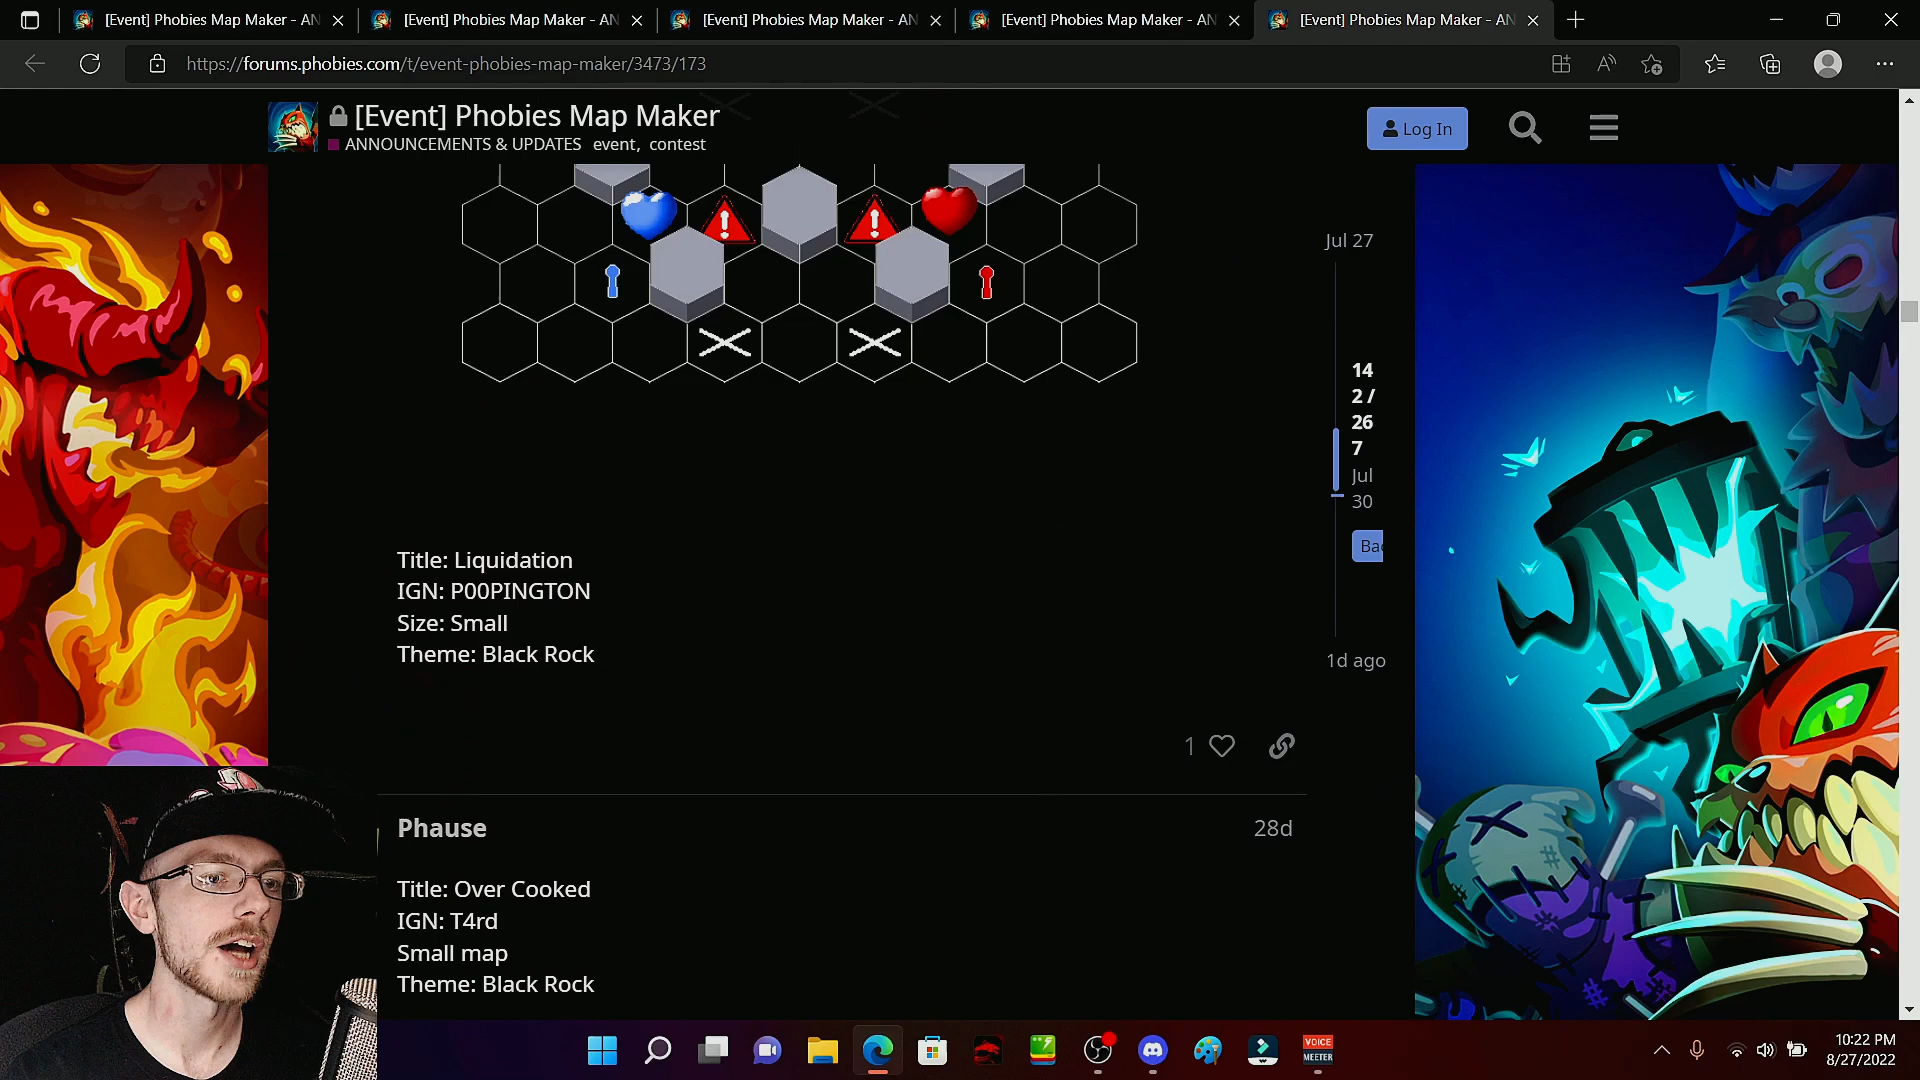 [Event] Phobies Map Maker - AN
[Event] Phobies Map Maker - AN
[Event] Phobies Map Maker - AN
[Event] Phobies Map Maker - AN
[Event] Phobies Map Maker - AN
https://forums.phobies.com/t/event-phobies-map-maker/3473/173
[Event] Phobies Map Maker
ANNOUNCEMENTS & UPDATES event, contest
Log In
Jul 27
14
2 /
26
7
Jul
30
Bac
1d ago
Title: Liquidation
IGN: P00PINGTON
Size: Small
Theme: Black Rock
1
Phause
28d
Title: Over Cooked
IGN: T4rd
Small map
Theme: Black Rock
VOICE
MEETER
10:22 PM
8/27/2022